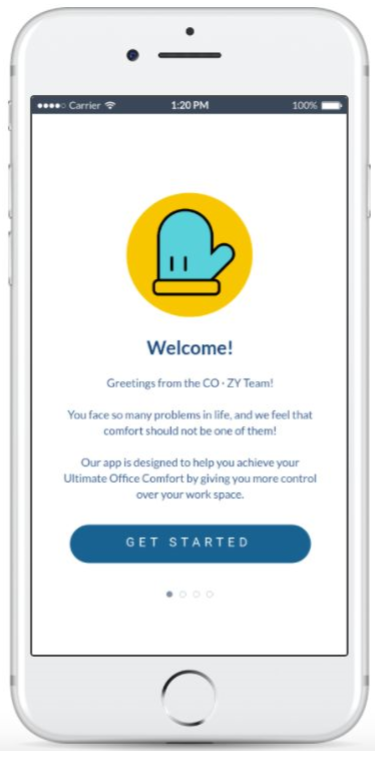 Carrier 1:20 PM 100%
Welcome!
Greetings from the CO · ZY Team!
You face so many problems in life, and we feel that
comfort should not be one of them!
Our app is designed to help you achieve your
Ultimate Office Comfort by giving you more control
over your work space.
GET STARTED